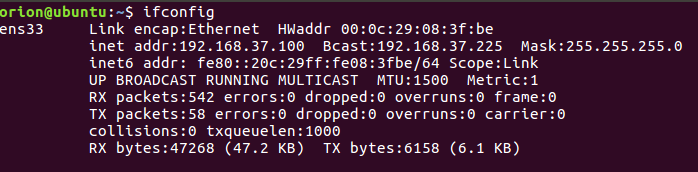 orion@ubuntu:~$ ifconfig
ens33     Link encap:Ethernet  HWaddr 00:0c:29:08:3f:be
          inet addr:192.168.37.100  Bcast:192.168.37.225  Mask:255.255.255.0
          inet6 addr: fe80::20c:29ff:fe08:3fbe/64 Scope:Link
          UP BROADCAST RUNNING MULTICAST  MTU:1500  Metric:1
          RX packets:542 errors:0 dropped:0 overruns:0 frame:0
          TX packets:58 errors:0 dropped:0 overruns:0 carrier:0
          collisions:0 txqueuelen:1000
          RX bytes:47268 (47.2 KB)  TX bytes:6158 (6.1 KB)